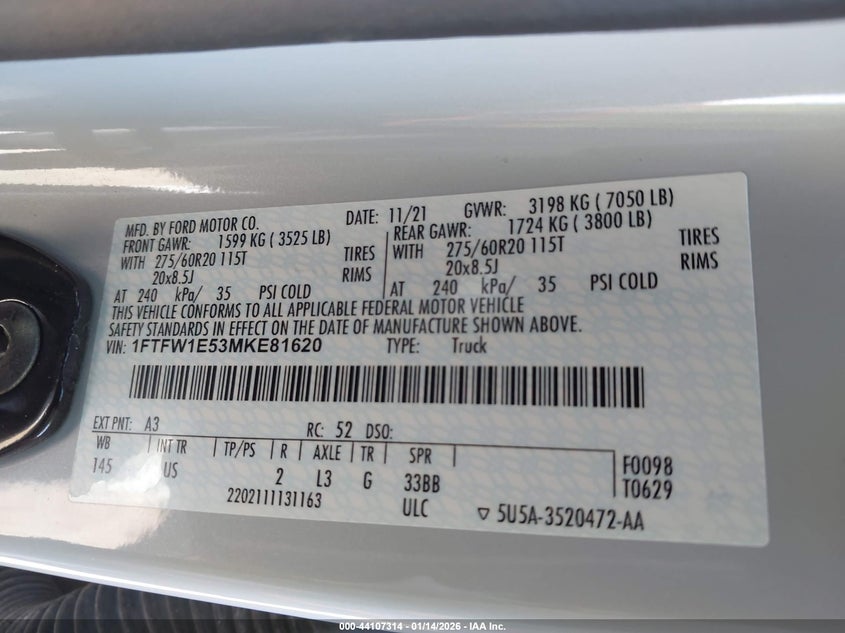 MFD. BY FORD MOTOR CO. DATE: 11/21 GVWR: 3198 KG ( 7050 LB)
FRONT GAWR: 1599 KG ( 3525 LB) REAR GAWR: 1724 KG ( 3800 LB)
WITH 275/60R20 115T TIRES WITH 275/60R20 115T TIRES
20x8.5J RIMS 20x8.5J RIMS
AT 240 kPa/ 35 PSI COLD AT 240 kPa/ 35 PSI COLD
THIS VEHICLE CONFORMS TO ALL APPLICABLE FEDERAL MOTOR VEHICLE
SAFETY STANDARDS IN EFFECT ON THE DATE OF MANUFACTURE SHOWN ABOVE.
VIN: 1FTFW1E53MKE81620 TYPE: Truck
EXT PNT: A3 RC: 52 DSO:
WB INT TR TP/PS R AXLE TR SPR
145 US 2 L3 G 33BB F0098
2202111131163 ULC T0629
5U5A-3520472-AA
000-44107314 - 01/14/2026 - IAA Inc.